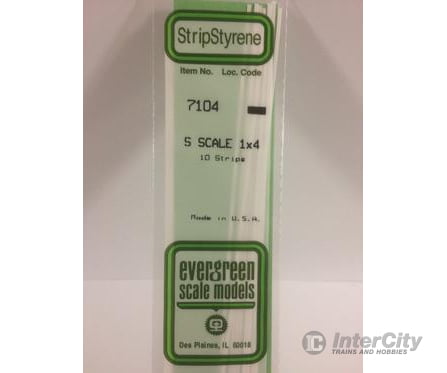 StripStyrene
Item No. Loc. Code
7104
S SCALE 1x4
10 Strips
Made in U.S.A.
evergreen
scale models
Des Plaines, IL 60018
InterCity
TRAINS AND HOBBIES